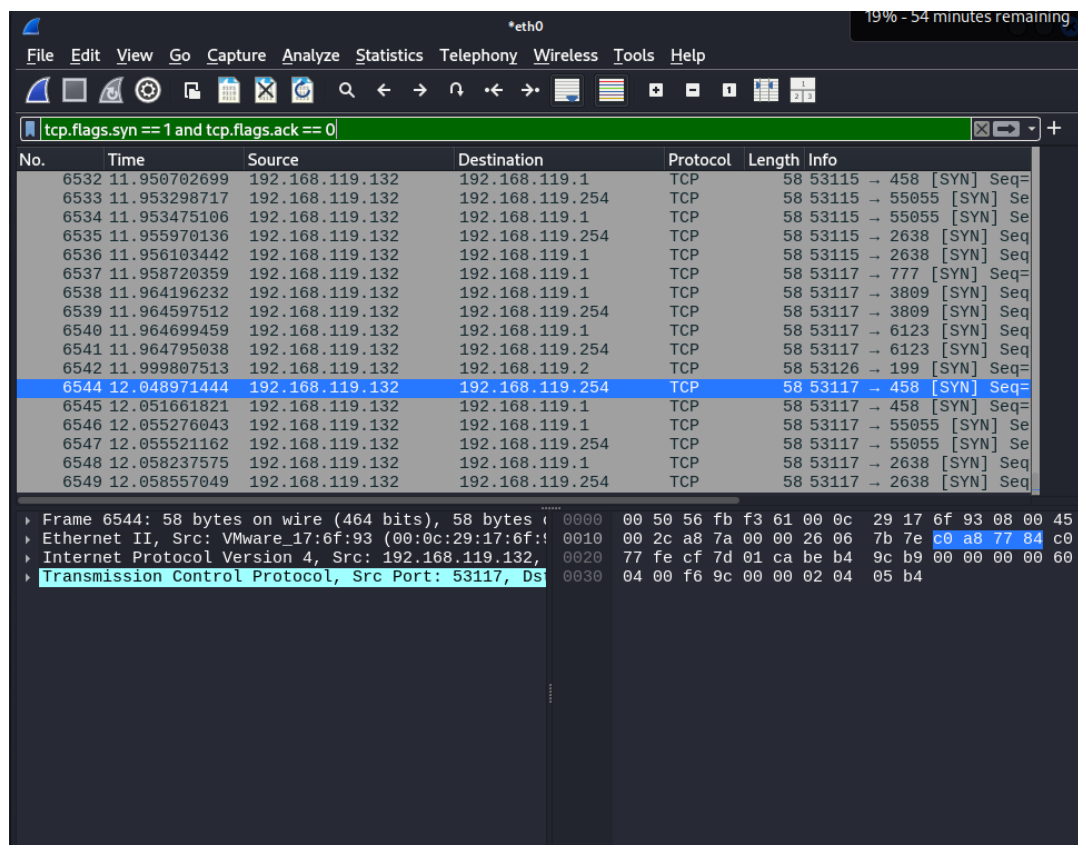 *eth0
19% - 54 minutes remaining
File Edit View Go Capture Analyze Statistics Telephony Wireless Tools Help
tcp.flags.syn == 1 and tcp.flags.ack == 0
No. Time Source Destination Protocol Length Info
6532 11.950702699 192.168.119.132 192.168.119.1 TCP 58 53115 → 458 [SYN] Seq=
6533 11.953298717 192.168.119.132 192.168.119.254 TCP 58 53115 → 55055 [SYN] Se
6534 11.953475106 192.168.119.132 192.168.119.1 TCP 58 53115 → 55055 [SYN] Se
6535 11.955970136 192.168.119.132 192.168.119.254 TCP 58 53115 → 2638 [SYN] Seq
6536 11.956103442 192.168.119.132 192.168.119.1 TCP 58 53115 → 2638 [SYN] Seq
6537 11.958720359 192.168.119.132 192.168.119.1 TCP 58 53117 → 777 [SYN] Seq=
6538 11.964196232 192.168.119.132 192.168.119.1 TCP 58 53117 → 3809 [SYN] Seq
6539 11.964597512 192.168.119.132 192.168.119.254 TCP 58 53117 → 3809 [SYN] Seq
6540 11.964699459 192.168.119.132 192.168.119.1 TCP 58 53117 → 6123 [SYN] Seq
6541 11.964795038 192.168.119.132 192.168.119.254 TCP 58 53117 → 6123 [SYN] Seq
6542 11.999807513 192.168.119.132 192.168.119.2 TCP 58 53126 → 199 [SYN] Seq=
6544 12.048971444 192.168.119.132 192.168.119.254 TCP 58 53117 → 458 [SYN] Seq=
6545 12.051661821 192.168.119.132 192.168.119.1 TCP 58 53117 → 458 [SYN] Seq=
6546 12.055276043 192.168.119.132 192.168.119.1 TCP 58 53117 → 55055 [SYN] Se
6547 12.055521162 192.168.119.132 192.168.119.254 TCP 58 53117 → 55055 [SYN] Se
6548 12.058237575 192.168.119.132 192.168.119.1 TCP 58 53117 → 2638 [SYN] Seq
6549 12.058557049 192.168.119.132 192.168.119.254 TCP 58 53117 → 2638 [SYN] Seq
Frame 6544: 58 bytes on wire (464 bits), 58 bytes 0000 00 50 56 fb f3 61 00 0c 29 17 6f 93 08 00 45
Ethernet II, Src: VMware_17:6f:93 (00:0c:29:17:6f: 0010 00 2c a8 7a 00 00 26 06 7b 7e c0 a8 77 84 c0
Internet Protocol Version 4, Src: 192.168.119.132, 0020 77 fe cf 7d 01 ca be b4 9c b9 00 00 00 00 60
Transmission Control Protocol, Src Port: 53117, Dst 0030 04 00 f6 9c 00 00 02 04 05 b4